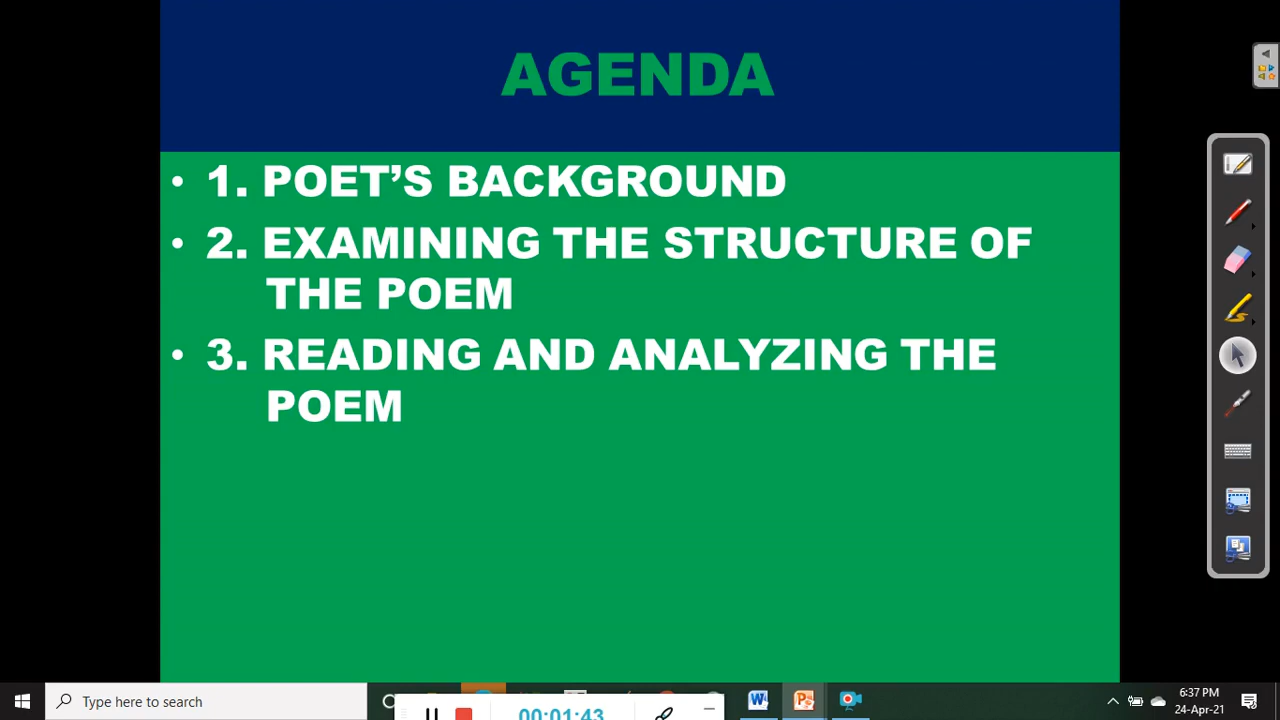 AGENDA
• 1. POET’S BACKGROUND
• 2. EXAMINING THE STRUCTURE OF
THE POEM
• 3. READING AND ANALYZING THE
POEM
Type here to search
00:01:43
6:37 PM
24-Apr-21